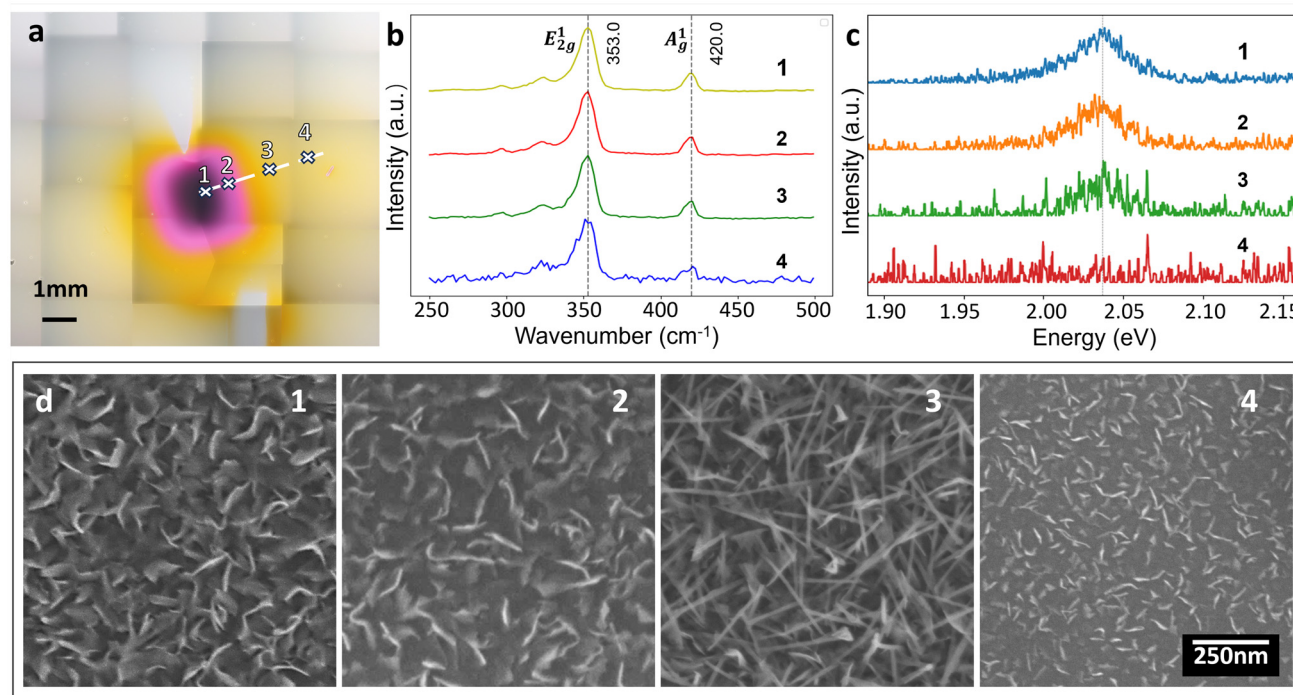 a
1 2 3 4
1mm
b
E¹₂g 353.0 A¹g 420.0
1
2
3
4
Intensity (a.u.)
250 300 350 400 450 500
Wavenumber (cm⁻¹)
c
1
2
3
4
Intensity (a.u.)
1.90 1.95 2.00 2.05 2.10 2.15
Energy (eV)
d 1 2 3 4
250nm